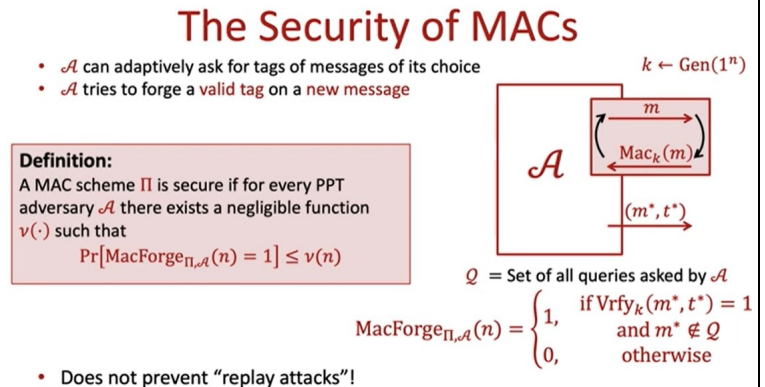 The Security of MACs
• 𝒜 can adaptively ask for tags of messages of its choice
• 𝒜 tries to forge a valid tag on a new message
k ← Gen(1ⁿ)
m
Macₖ(m)
𝒜
(m*, t*)
Definition:
A MAC scheme Π is secure if for every PPT
adversary 𝒜 there exists a negligible function
ν(·) such that
Pr[MacForge_Π,𝒜(n) = 1] ≤ ν(n)
𝒬 = Set of all queries asked by 𝒜
MacForge_Π,𝒜(n) = { 1, if Vrfyₖ(m*, t*) = 1
and m* ∉ 𝒬
0, otherwise
• Does not prevent “replay attacks”!